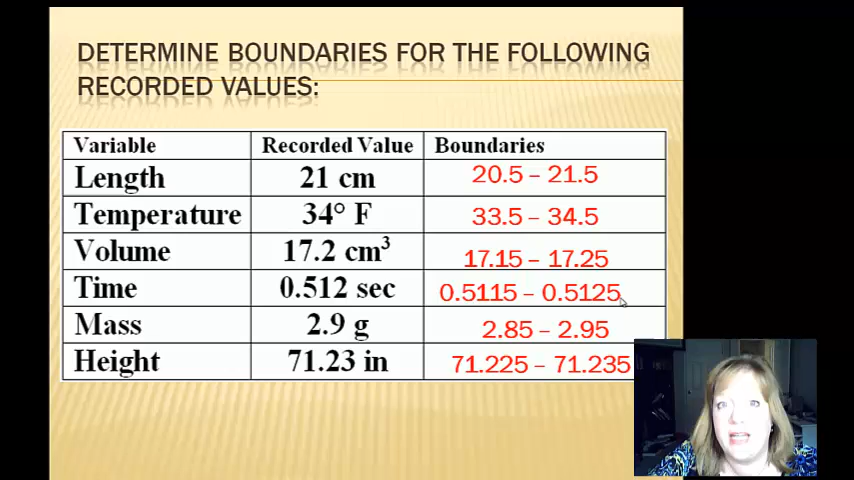 DETERMINE BOUNDARIES FOR THE FOLLOWING
RECORDED VALUES:
Variable Recorded Value Boundaries
Length 21 cm 20.5 – 21.5
Temperature 34° F 33.5 – 34.5
Volume 17.2 cm³ 17.15 – 17.25
Time 0.512 sec 0.5115 – 0.5125
Mass 2.9 g 2.85 – 2.95
Height 71.23 in 71.225 – 71.235